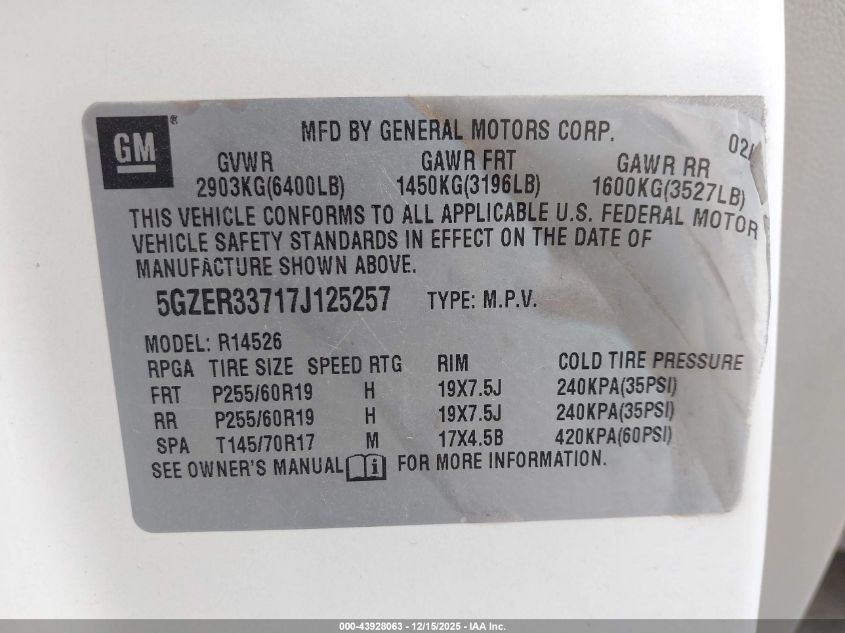 GM® MFD BY GENERAL MOTORS CORP. 02/
GVWR GAWR FRT GAWR RR
2903KG(6400LB) 1450KG(3196LB) 1600KG(3527LB)
THIS VEHICLE CONFORMS TO ALL APPLICABLE U.S. FEDERAL MOTOR
VEHICLE SAFETY STANDARDS IN EFFECT ON THE DATE OF
MANUFACTURE SHOWN ABOVE.
5GZER33717J125257 TYPE: M.P.V.
MODEL: R14526
RPGA TIRE SIZE SPEED RTG RIM COLD TIRE PRESSURE
FRT P255/60R19 H 19X7.5J 240KPA(35PSI)
RR P255/60R19 H 19X7.5J 240KPA(35PSI)
SPA T145/70R17 M 17X4.5B 420KPA(60PSI)
SEE OWNER'S MANUAL FOR MORE INFORMATION.
000-43928063 - 12/15/2025 - IAA Inc.